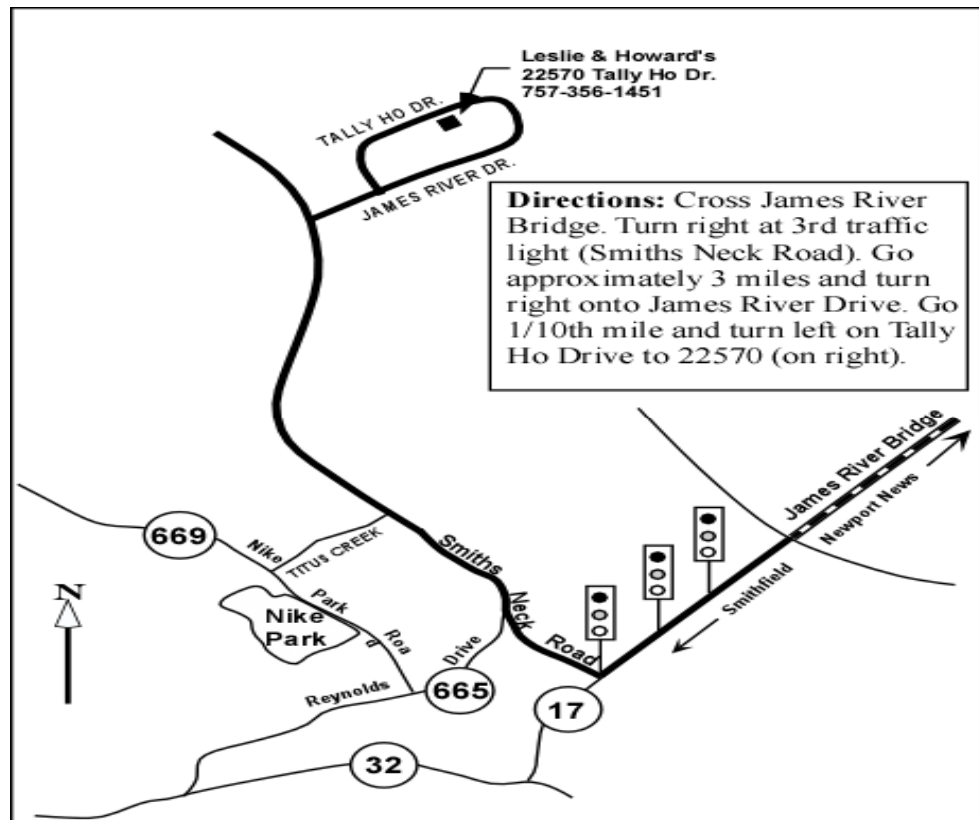 Leslie & Howard's
22570 Tally Ho Dr.
757-356-1451
TALLY HO DR.
JAMES RIVER DR.
Directions: Cross James River
Bridge. Turn right at 3rd traffic
light (Smiths Neck Road). Go
approximately 3 miles and turn
right onto James River Drive. Go
1/10th mile and turn left on Tally
Ho Drive to 22570 (on right).
James River Bridge
Newport News
Smithfield
669
Nike
Park
Roa
d
TITUS CREEK
Smiths
Neck
Road
N
Nike
Park
Drive
Reynolds
665
17
32